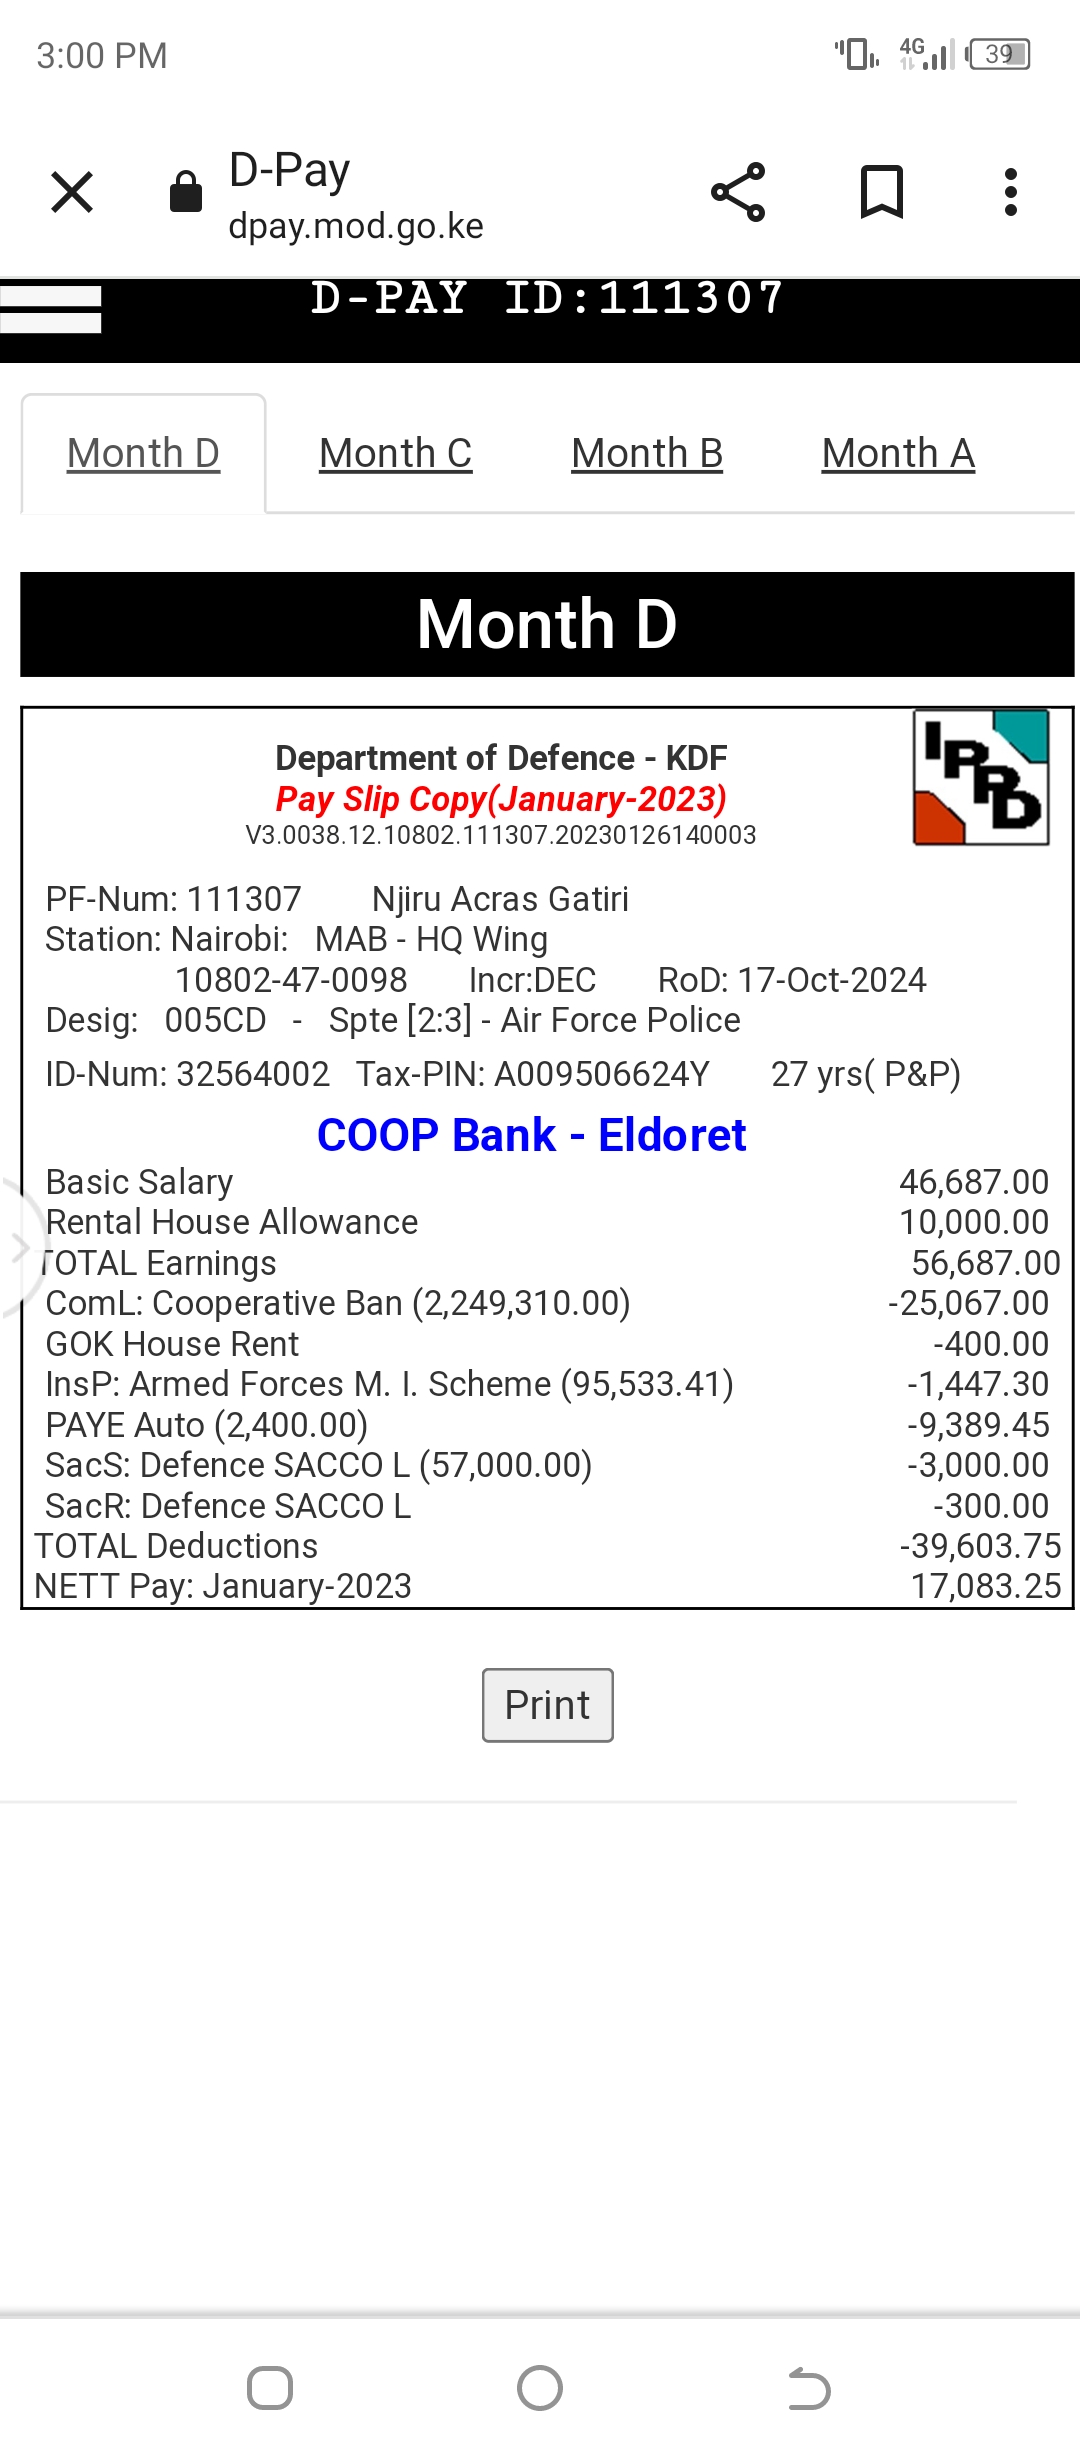 3:00 PM
4G
39
D-Pay
dpay.mod.go.ke
D-PAY ID:111307
Month D Month C Month B Month A
Month D
IPPD
Department of Defence - KDF
Pay Slip Copy(January-2023)
V3.0038.12.10802.111307.20230126140003
PF-Num: 111307 Njiru Acras Gatiri
Station: Nairobi: MAB - HQ Wing
10802-47-0098 Incr:DEC RoD: 17-Oct-2024
Desig: 005CD - Spte [2:3] - Air Force Police
ID-Num: 32564002 Tax-PIN: A009506624Y 27 yrs( P&P)
COOP Bank - Eldoret
Basic Salary 46,687.00
Rental House Allowance 10,000.00
TOTAL Earnings 56,687.00
ComL: Cooperative Ban (2,249,310.00) -25,067.00
GOK House Rent -400.00
InsP: Armed Forces M. I. Scheme (95,533.41) -1,447.30
PAYE Auto (2,400.00) -9,389.45
SacS: Defence SACCO L (57,000.00) -3,000.00
SacR: Defence SACCO L -300.00
TOTAL Deductions -39,603.75
NETT Pay: January-2023 17,083.25
Print